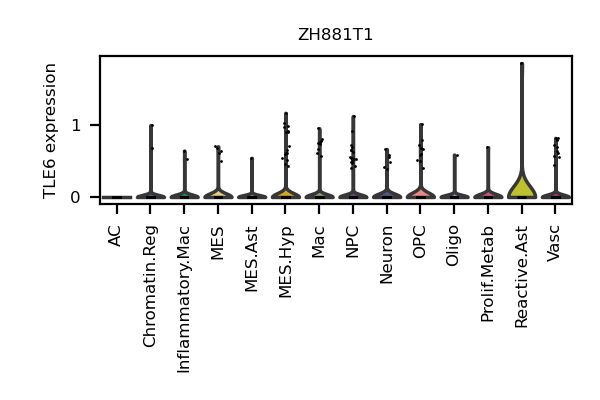 ZH881T1
TLE6 expression
1
0
AC
Chromatin.Reg
Inflammatory.Mac
MES
MES.Ast
MES.Hyp
Mac
NPC
Neuron
OPC
Oligo
Prolif.Metab
Reactive.Ast
Vasc